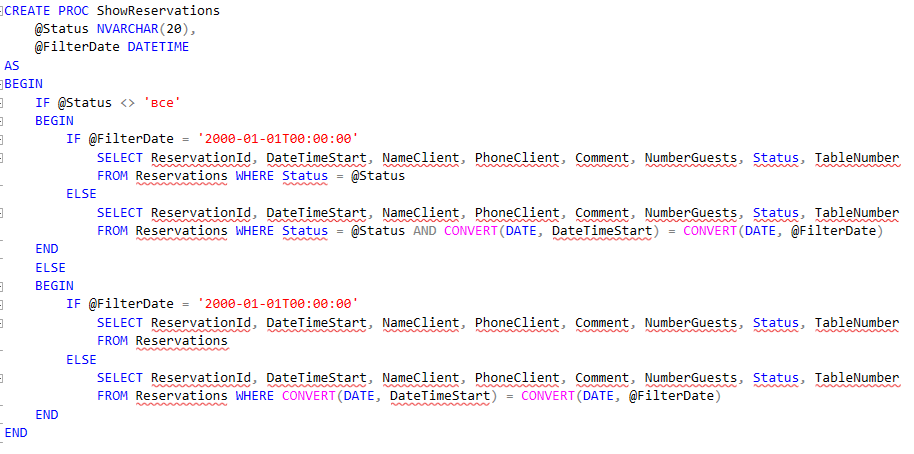 CREATE PROC ShowReservations
    @Status NVARCHAR(20),
    @FilterDate DATETIME
AS
BEGIN
    IF @Status <> 'все'
    BEGIN
        IF @FilterDate = '2000-01-01T00:00:00'
            SELECT ReservationId, DateTimeStart, NameClient, PhoneClient, Comment, NumberGuests, Status, TableNumber
            FROM Reservations WHERE Status = @Status
        ELSE
            SELECT ReservationId, DateTimeStart, NameClient, PhoneClient, Comment, NumberGuests, Status, TableNumber
            FROM Reservations WHERE Status = @Status AND CONVERT(DATE, DateTimeStart) = CONVERT(DATE, @FilterDate)
    END
    ELSE
    BEGIN
        IF @FilterDate = '2000-01-01T00:00:00'
            SELECT ReservationId, DateTimeStart, NameClient, PhoneClient, Comment, NumberGuests, Status, TableNumber
            FROM Reservations
        ELSE
            SELECT ReservationId, DateTimeStart, NameClient, PhoneClient, Comment, NumberGuests, Status, TableNumber
            FROM Reservations WHERE CONVERT(DATE, DateTimeStart) = CONVERT(DATE, @FilterDate)
    END
END